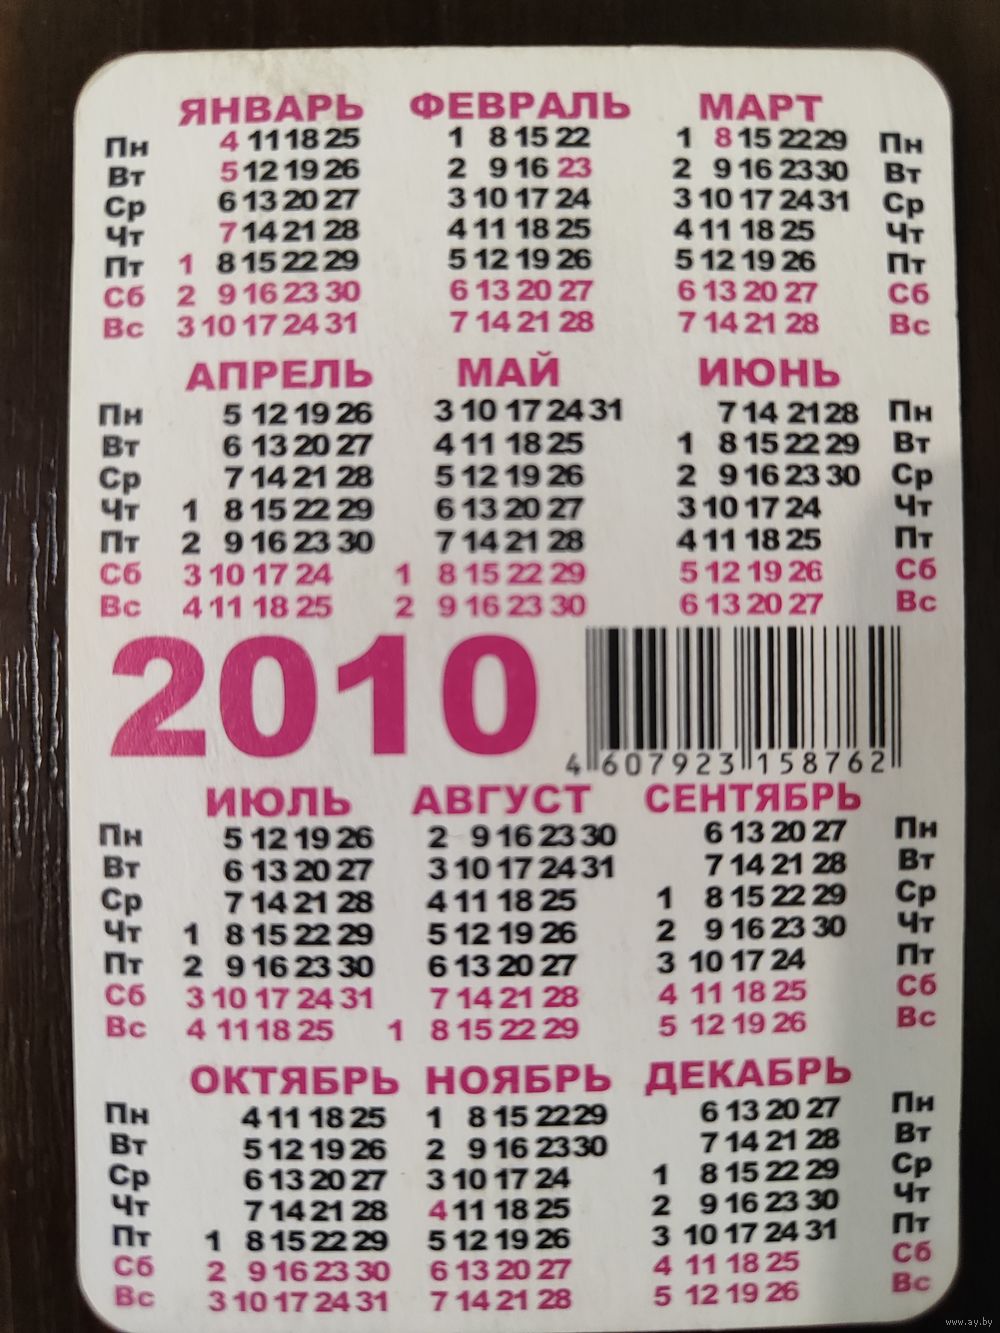 ЯНВАРЬ ФЕВРАЛЬ МАРТ
Пн 4 11 18 25 1 8 15 22 1 8 15 22 29 Пн
Вт 5 12 19 26 2 9 16 23 2 9 16 23 30 Вт
Ср 6 13 20 27 3 10 17 24 3 10 17 24 31 Ср
Чт 7 14 21 28 4 11 18 25 4 11 18 25 Чт
Пт 1 8 15 22 29 5 12 19 26 5 12 19 26 Пт
Сб 2 9 16 23 30 6 13 20 27 6 13 20 27 Сб
Вс 3 10 17 24 31 7 14 21 28 7 14 21 28 Вс
АПРЕЛЬ МАЙ ИЮНЬ
Пн 5 12 19 26 3 10 17 24 31 7 14 21 28 Пн
Вт 6 13 20 27 4 11 18 25 1 8 15 22 29 Вт
Ср 7 14 21 28 5 12 19 26 2 9 16 23 30 Ср
Чт 1 8 15 22 29 6 13 20 27 3 10 17 24 Чт
Пт 2 9 16 23 30 7 14 21 28 4 11 18 25 Пт
Сб 3 10 17 24 1 8 15 22 29 5 12 19 26 Сб
Вс 4 11 18 25 2 9 16 23 30 6 13 20 27 Вс
2010
4 607923 158762
ИЮЛЬ АВГУСТ СЕНТЯБРЬ
Пн 5 12 19 26 2 9 16 23 30 6 13 20 27 Пн
Вт 6 13 20 27 3 10 17 24 31 7 14 21 28 Вт
Ср 7 14 21 28 4 11 18 25 1 8 15 22 29 Ср
Чт 1 8 15 22 29 5 12 19 26 2 9 16 23 30 Чт
Пт 2 9 16 23 30 6 13 20 27 3 10 17 24 Пт
Сб 3 10 17 24 31 7 14 21 28 4 11 18 25 Сб
Вс 4 11 18 25 1 8 15 22 29 5 12 19 26 Вс
ОКТЯБРЬ НОЯБРЬ ДЕКАБРЬ
Пн 4 11 18 25 1 8 15 22 29 6 13 20 27 Пн
Вт 5 12 19 26 2 9 16 23 30 7 14 21 28 Вт
Ср 6 13 20 27 3 10 17 24 1 8 15 22 29 Ср
Чт 7 14 21 28 4 11 18 25 2 9 16 23 30 Чт
Пт 1 8 15 22 29 5 12 19 26 3 10 17 24 31 Пт
Сб 2 9 16 23 30 6 13 20 27 4 11 18 25 Сб
Вс 3 10 17 24 31 7 14 21 28 5 12 19 26 Вс
www.ay.by